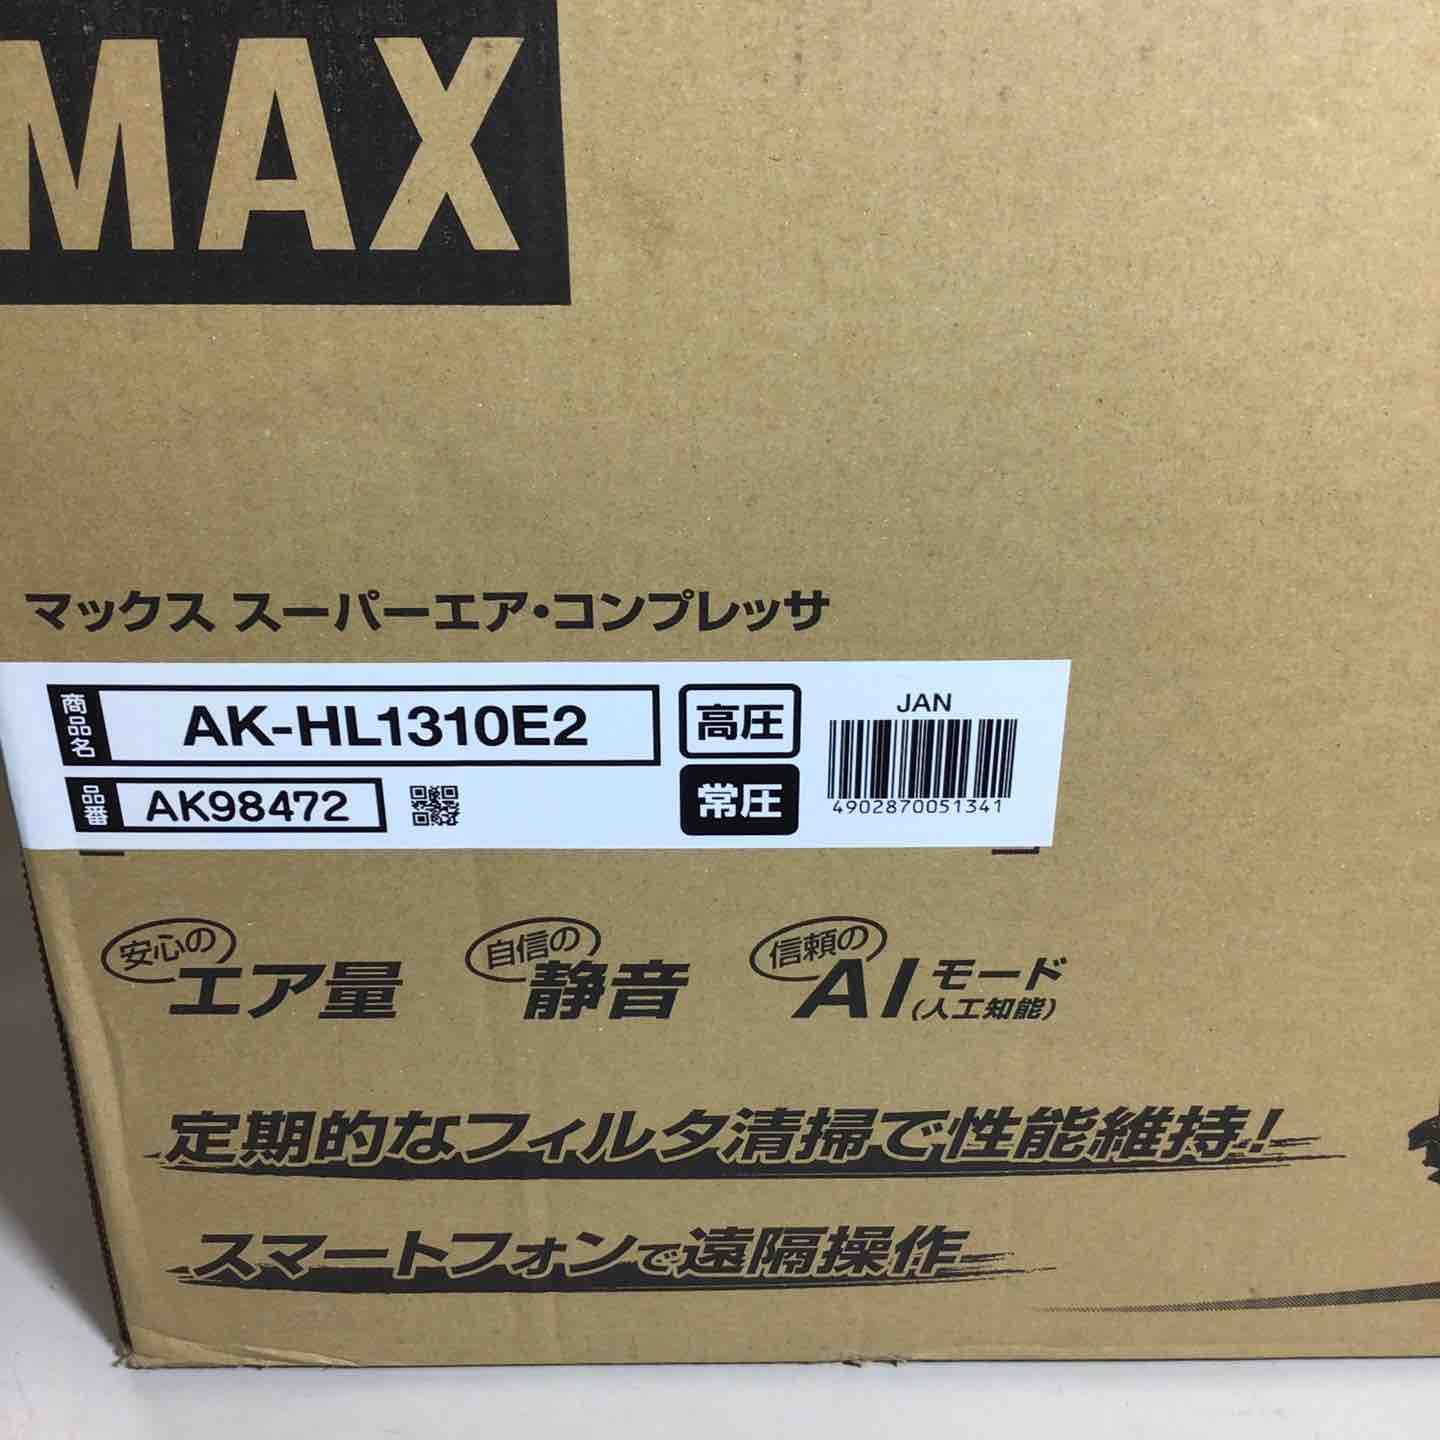 MAX
マックス スーパーエア・コンプレッサ
商品名 AK-HL1310E2 高圧
品番 AK98472 常圧
JAN
4902870051341
安心の エア量
自信の 静音
信頼の AIモード
(人工知能)
定期的なフィルタ清掃で性能維持!
スマートフォンで遠隔操作